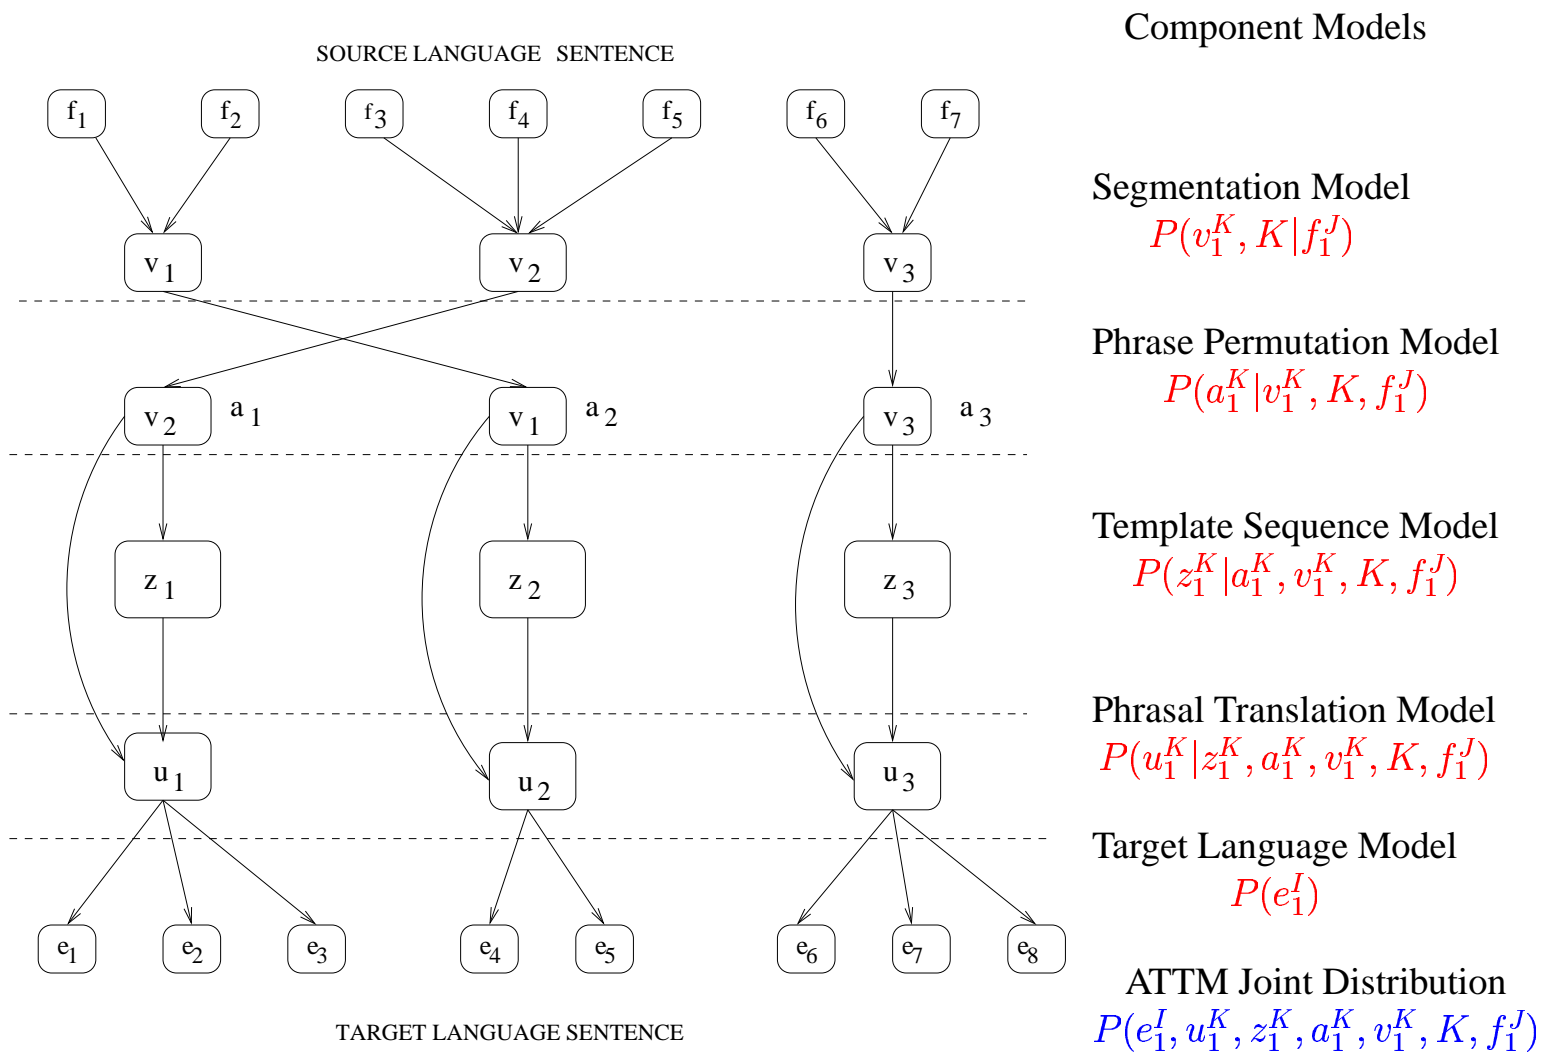 Component Models
SOURCE LANGUAGE SENTENCE
f1 f2 f3 f4 f5 f6 f7
Segmentation Model
P(v_1^K, K|f_1^J)
v1 v2 v3
Phrase Permutation Model
P(a_1^K|v_1^K, K, f_1^J)
v2 a1 v1 a2 v3 a3
Template Sequence Model
P(z_1^K|a_1^K, v_1^K, K, f_1^J)
z1 z2 z3
Phrasal Translation Model
P(u_1^K|z_1^K, a_1^K, v_1^K, K, f_1^J)
u1 u2 u3
Target Language Model
P(e_1^I)
e1 e2 e3 e4 e5 e6 e7 e8
ATTM Joint Distribution
P(e_1^I, u_1^K, z_1^K, a_1^K, v_1^K, K, f_1^J)
TARGET LANGUAGE SENTENCE